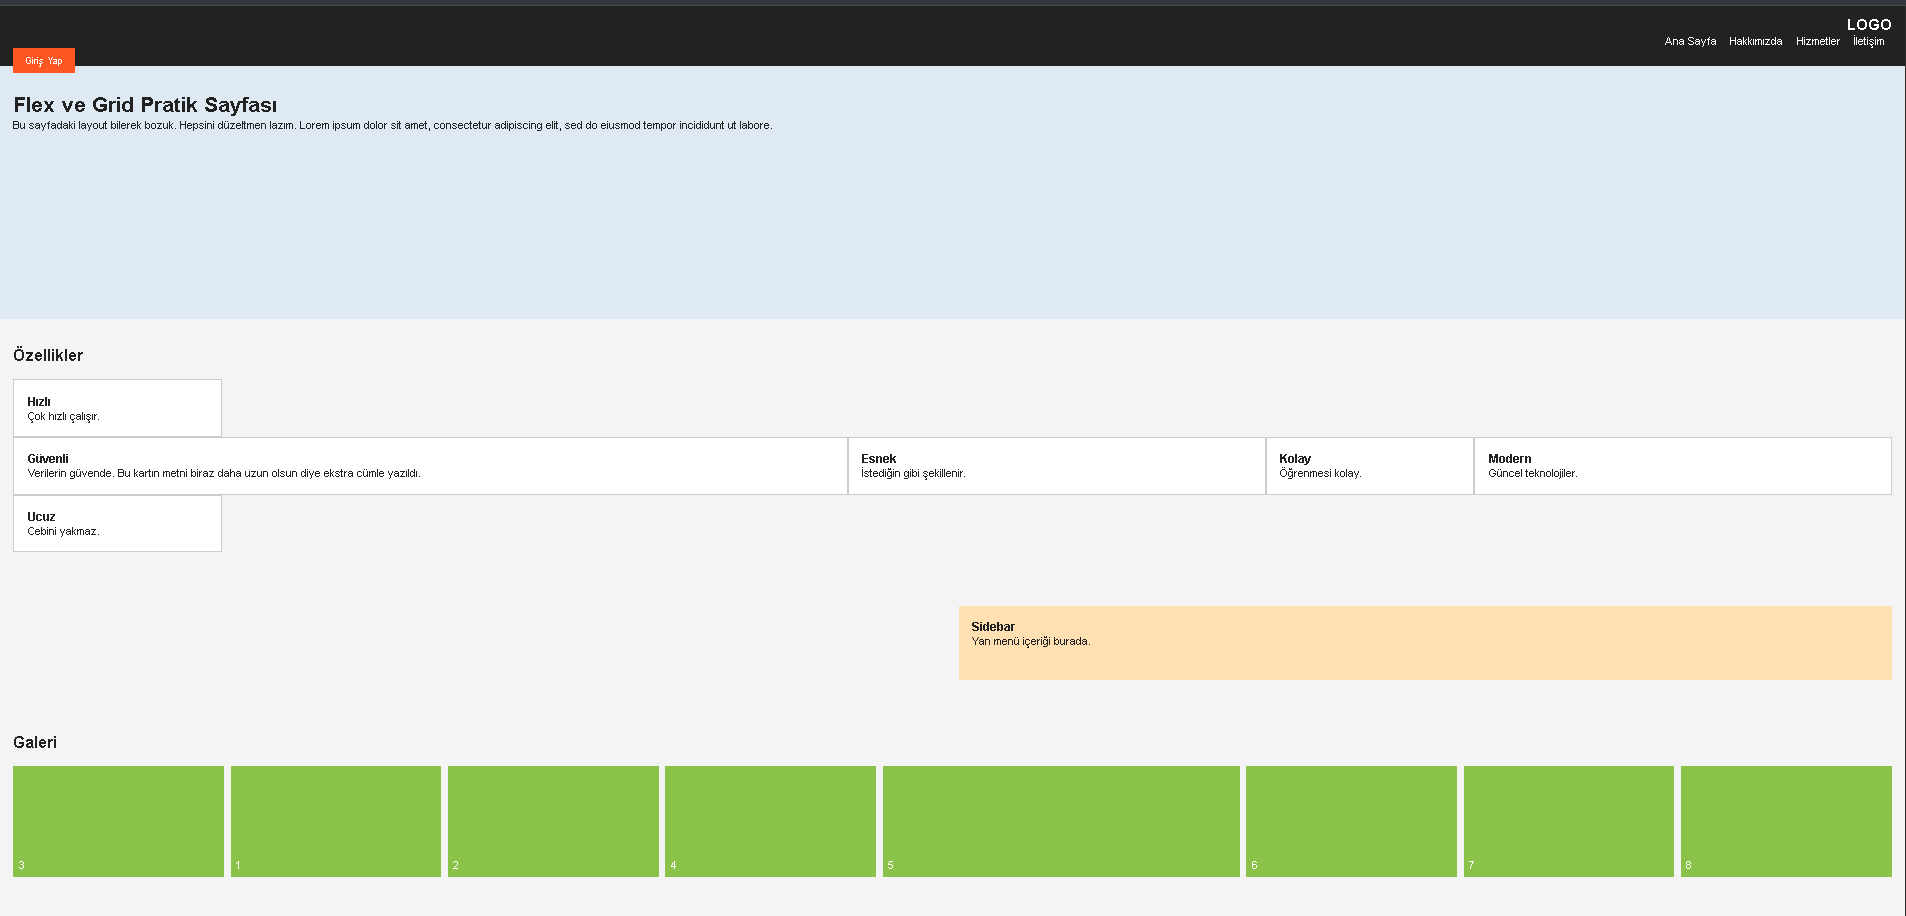 LOGO
Ana Sayfa Hakkımızda Hizmetler İletişim
Giriş Yap
Flex ve Grid Pratik Sayfası
Bu sayfadaki layout bilerek bozuk. Hepsini düzeltmen lazım. Lorem ipsum dolor sit amet, consectetur adipiscing elit, sed do eiusmod tempor incididunt ut labore.
Özellikler
Hızlı
Çok hızlı çalışır.
Güvenli
Verilerin güvende. Bu kartın metni biraz daha uzun olsun diye ekstra cümle yazıldı.
Esnek
İstediğin gibi şekillenir.
Kolay
Öğrenmesi kolay.
Modern
Güncel teknolojiler.
Ucuz
Cebini yakmaz.
Sidebar
Yan menü içeriği burada.
Galeri
3 1 2 4 5 6 7 8